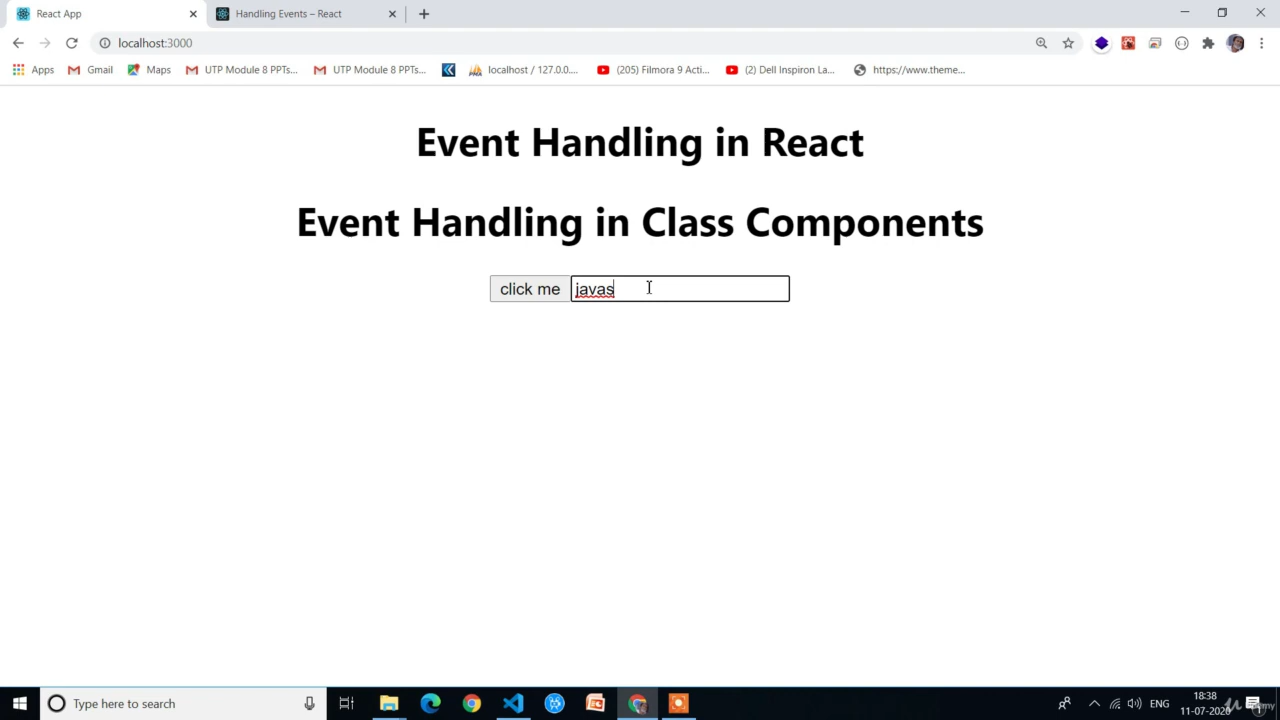 React App
Handling Events – React
localhost:3000
Apps
Gmail
Maps
UTP Module 8 PPTs...
UTP Module 8 PPTs...
localhost / 127.0.0....
(205) Filmora 9 Acti...
(2) Dell Inspiron La...
https://www.theme...
Event Handling in React
Event Handling in Class Components
click me
javas
Type here to search
ENG
18:38
11-07-2020